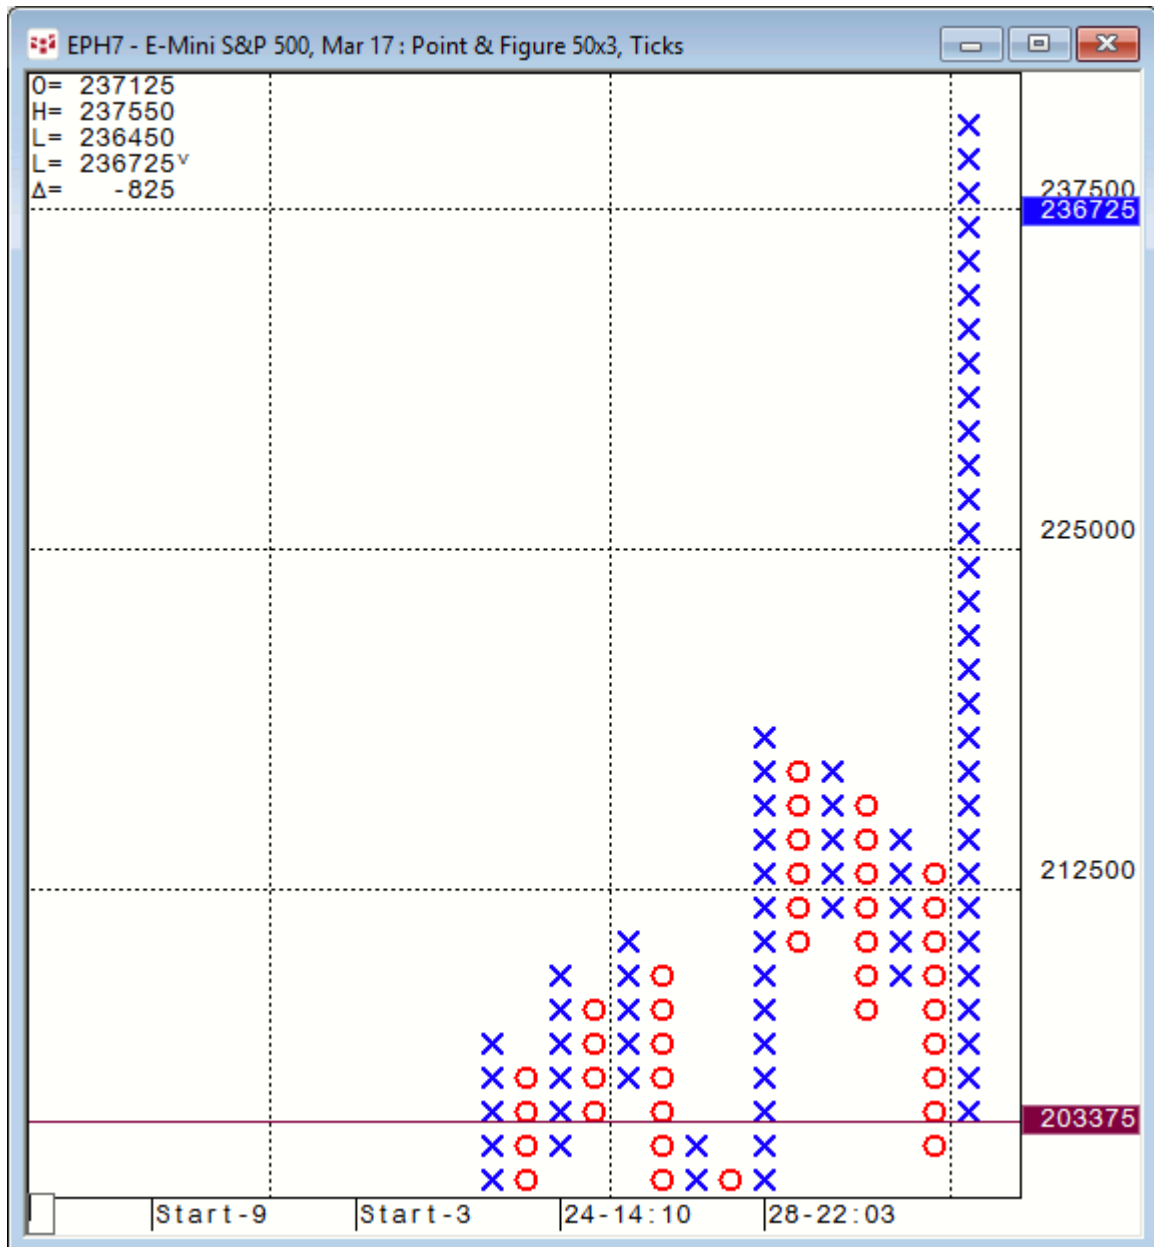 EPH7 - E-Mini S&P 500, Mar 17 : Point & Figure 50x3, Ticks
O= 237125
H= 237550
L= 236450
L= 236725v
Δ= -825
237500
236725
225000
212500
203375
Start-9
Start-3
24-14:10
28-22:03